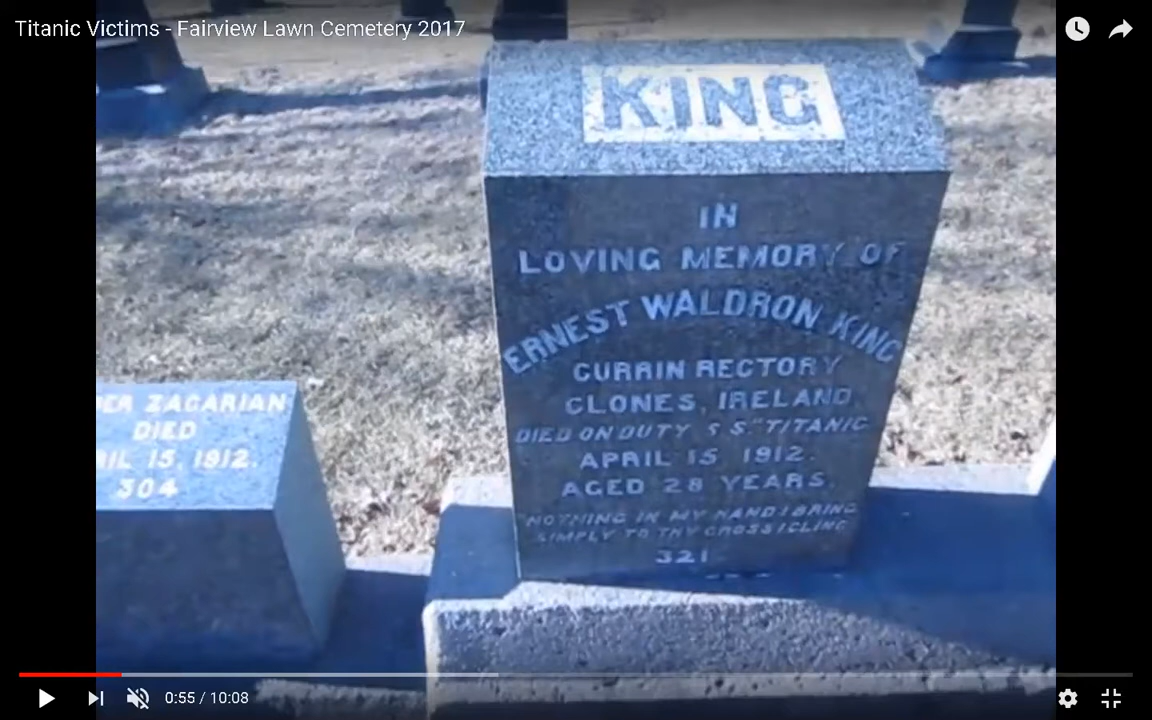 Titanic Victims - Fairview Lawn Cemetery 2017
KING
IN
LOVING MEMORY OF
ERNEST WALDRON KING
CURRIN RECTORY
CLONES, IRELAND.
DIED ON DUTY S S. "TITANIC"
APRIL 15 1912.
AGED 28 YEARS.
"NOTHING IN MY HAND I BRING
SIMPLY TO THY CROSS I CLING
321
ZAGARIAN
DIED
15, 1912.
304
0:55 / 10:08